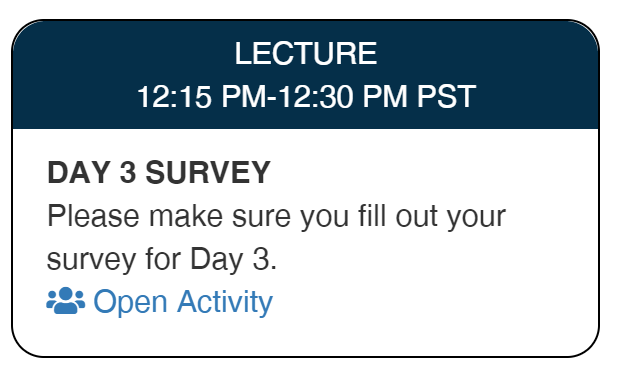 LECTURE
12:15 PM-12:30 PM PST
DAY 3 SURVEY
Please make sure you fill out your
survey for Day 3.
Open Activity